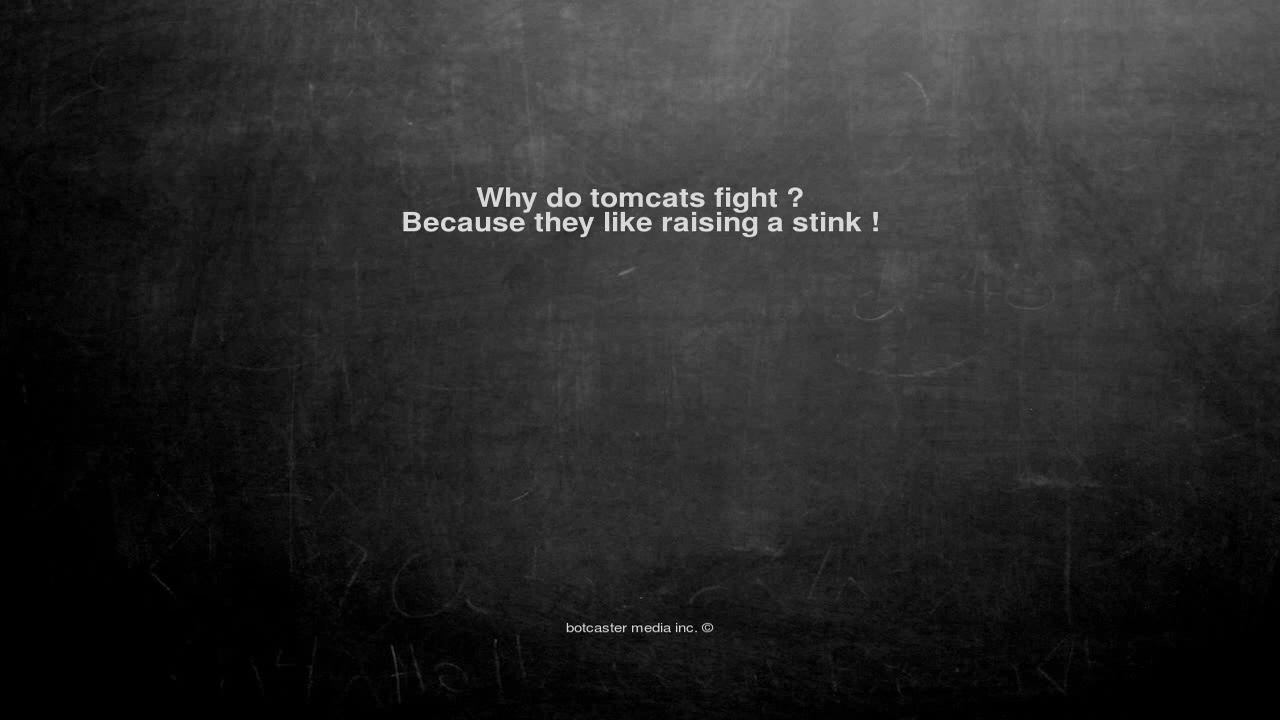 Why do tomcats fight ?
Because they like raising a stink !
botcaster media inc. ©